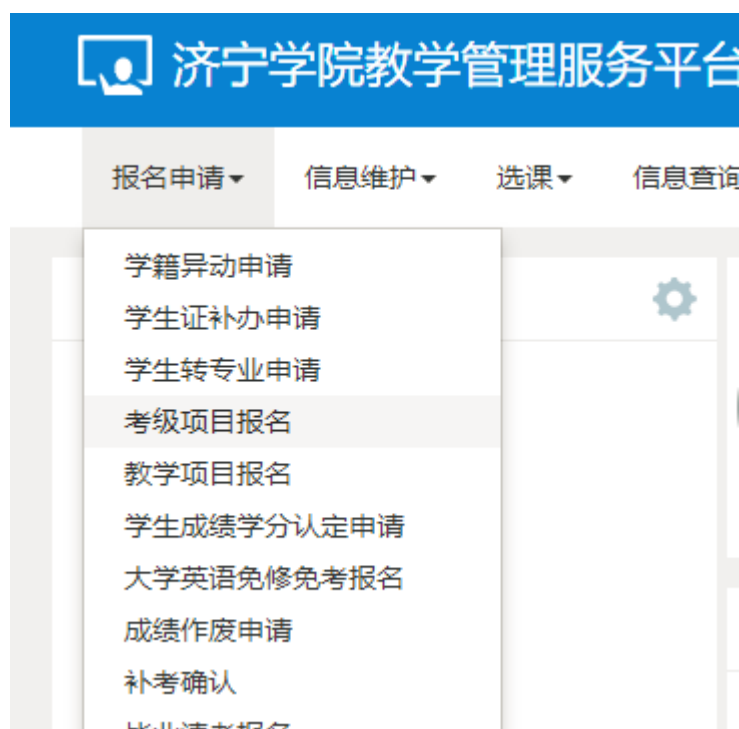 济宁学院教学管理服务平台
报名申请 信息维护 选课 信息查询
学籍异动申请
学生证补办申请
学生转专业申请
考级项目报名
教学项目报名
学生成绩学分认定申请
大学英语免修免考报名
成绩作废申请
补考确认